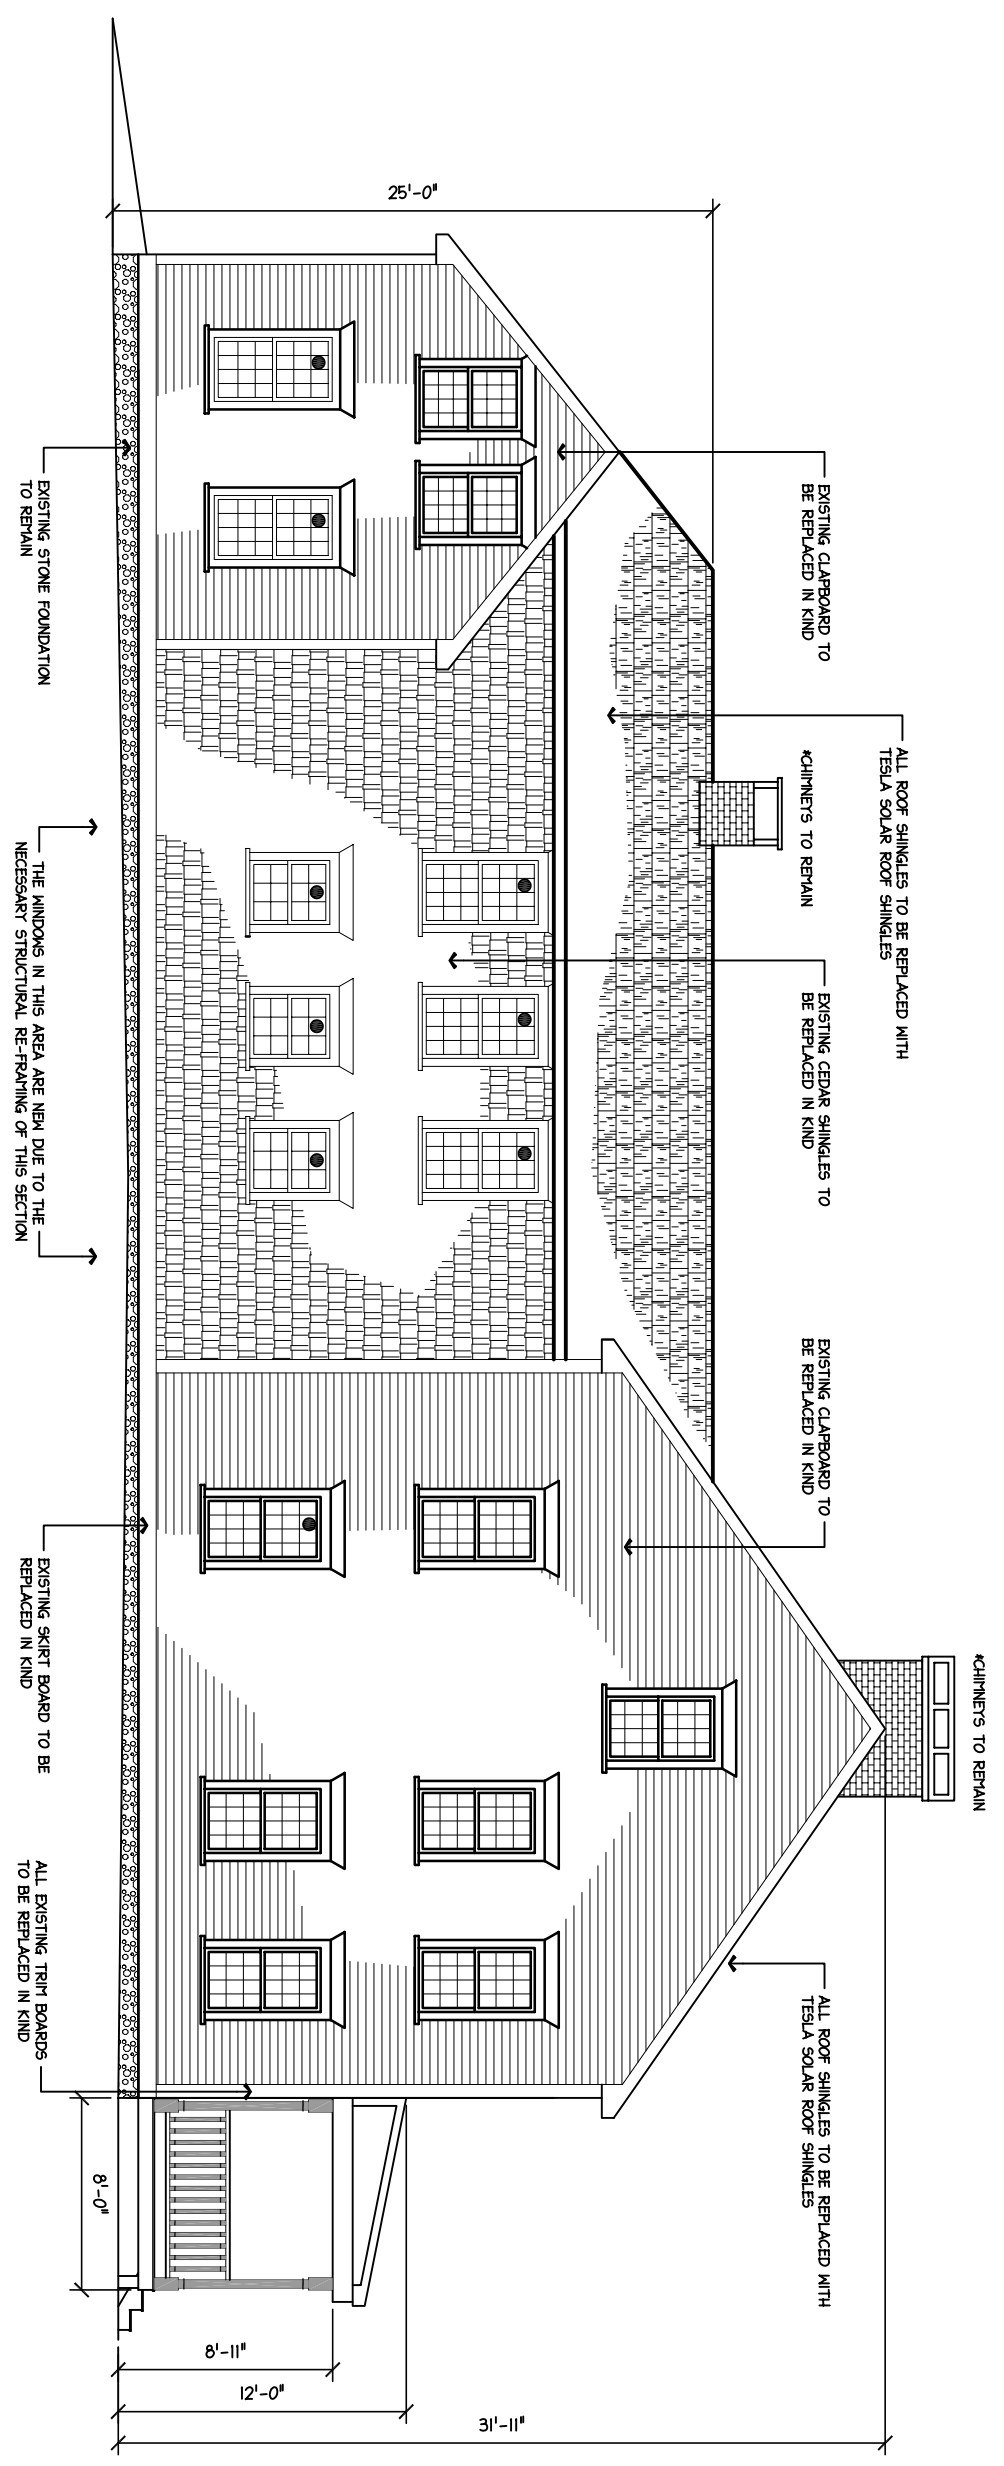 *CHIMNEYS TO REMAIN
ALL ROOF SHINGLES TO BE REPLACED WITH
TESLA SOLAR ROOF SHINGLES
EXISTING CLAPBOARD TO
BE REPLACED IN KIND
*CHIMNEYS TO REMAIN
EXISTING CEDAR SHINGLES TO
BE REPLACED IN KIND
EXISTING CLAPBOARD TO
BE REPLACED IN KIND
ALL ROOF SHINGLES TO BE REPLACED WITH
TESLA SOLAR ROOF SHINGLES
25'-0"
31'-11"
12'-0"
8'-11"
8'-0"
EXISTING STONE FOUNDATION
TO REMAIN
THE WINDOWS IN THIS AREA ARE NEW DUE TO THE
NECESSARY STRUCTURAL RE-FRAMING OF THIS SECTION
EXISTING SKIRT BOARD TO BE
REPLACED IN KIND
ALL EXISTING TRIM BOARDS
TO BE REPLACED IN KIND